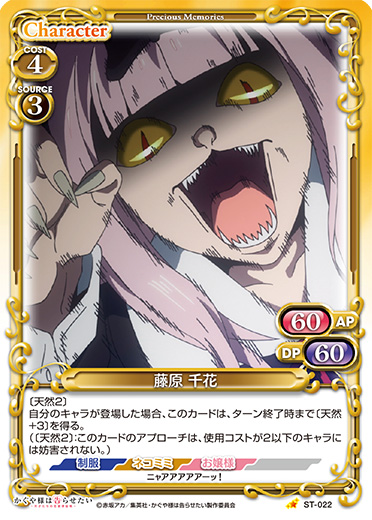 Precious Memories
Character
COST
4
SOURCE
3
60 AP
DP 60
藤原 千花
〔天然2〕
自分のキャラが登場した場合、このカードは、ターン終了時まで〔天然
+3〕を得る。
(〔天然2〕:このカードのアプローチは、使用コストが2以下のキャラに
は妨害されない。)
制服 ネコミミ お嬢様
ニャアアアアアーッ!
かぐや様は告らせたい
©赤坂アカ/集英社・かぐや様は告らせたい製作委員会
ST-022